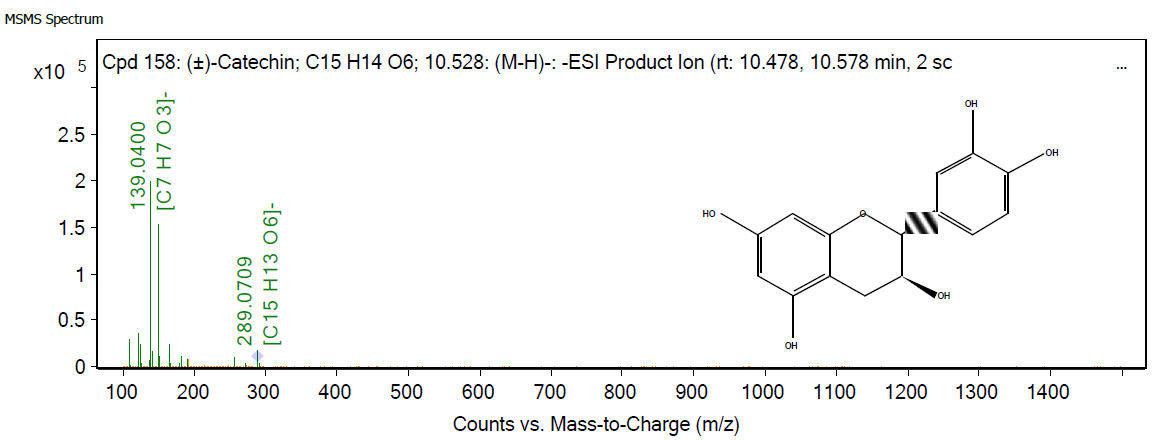 MSMS Spectrum
x10 5
Cpd 158: (±)-Catechin; C15 H14 O6; 10.528: (M-H)-: -ESI Product Ion (rt: 10.478, 10.578 min, 2 sc ...
2.5
2
1.5
1
0.5
0
139.0400
[C7 H7 O3]-
289.0709
[C15 H13 O6]-
OH
OH
HO
O
OH
OH
100 200 300 400 500 600 700 800 900 1000 1100 1200 1300 1400
Counts vs. Mass-to-Charge (m/z)